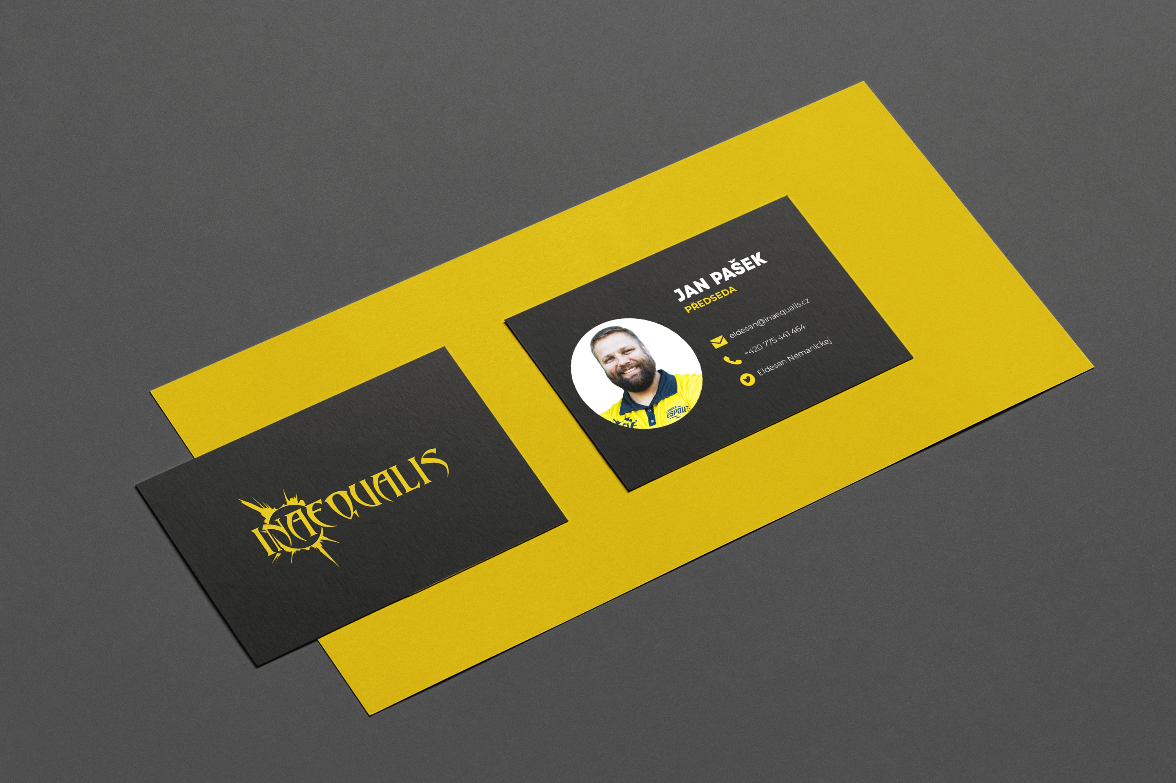 INAEQUALIS
JAN PAŠEK
PŘEDSEDA
eldesan@inaequalis.cz
+420 775 441 464
Eldesan Nemanickej